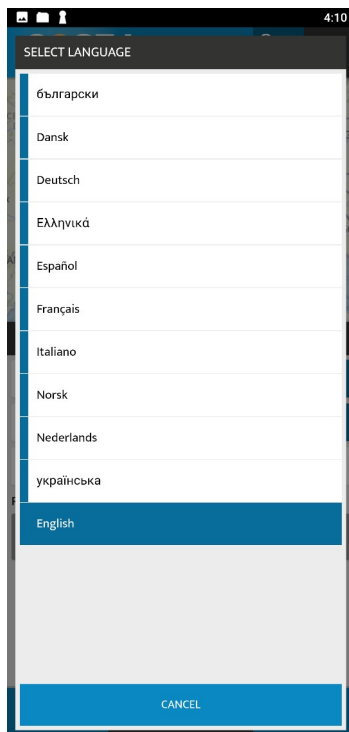 4:10
SELECT LANGUAGE
български
Dansk
Deutsch
Ελληνικά
Español
Français
Italiano
Norsk
Nederlands
українська
English
CANCEL